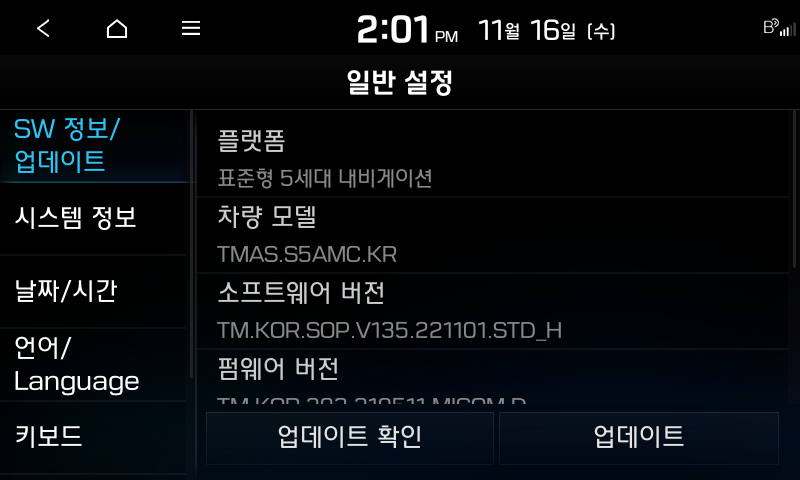 2:01 PM 11월 16일 (수)
일반 설정
SW 정보/
업데이트
시스템 정보
날짜/시간
언어/
Language
키보드
플랫폼
표준형 5세대 내비게이션
차량 모델
TMAS.S5AMC.KR
소프트웨어 버전
TM.KOR.SOP.V135.221101.STD_H
펌웨어 버전
업데이트 확인
업데이트